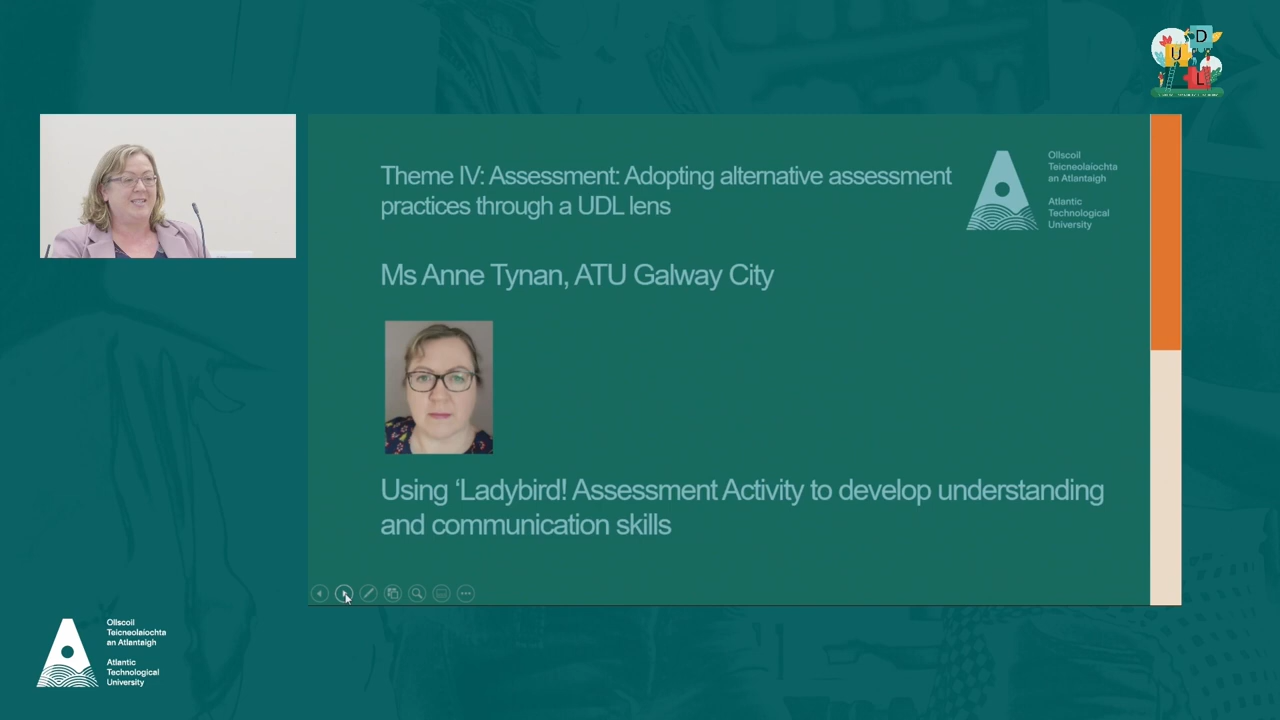 D
U
L
Theme IV: Assessment: Adopting alternative assessment
practices through a UDL lens
Ollscoil
Teicneolaíochta
an Atlantaigh
Atlantic
Technological
University
Ms Anne Tynan, ATU Galway City
Using ‘Ladybird! Assessment Activity to develop understanding
and communication skills
Ollscoil
Teicneolaíochta
an Atlantaigh
Atlantic
Technological
University